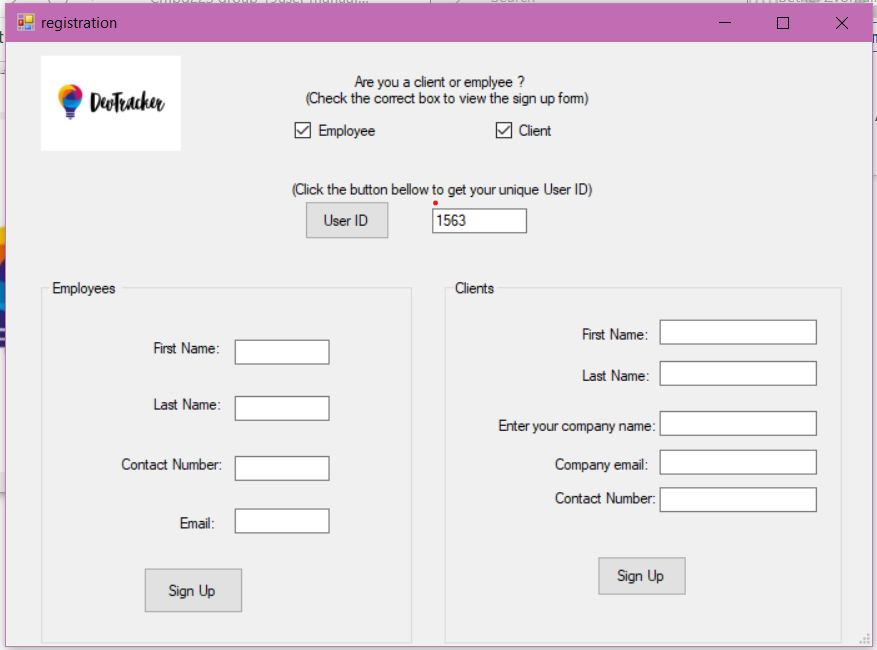 registration
DevTracker
Are you a client or emplyee ?
(Check the correct box to view the sign up form)
Employee
Client
(Click the button bellow to get your unique User ID)
User ID
1563
Employees
First Name:
Last Name:
Contact Number:
Email:
Sign Up
Clients
First Name:
Last Name:
Enter your company name:
Company email:
Contact Number:
Sign Up